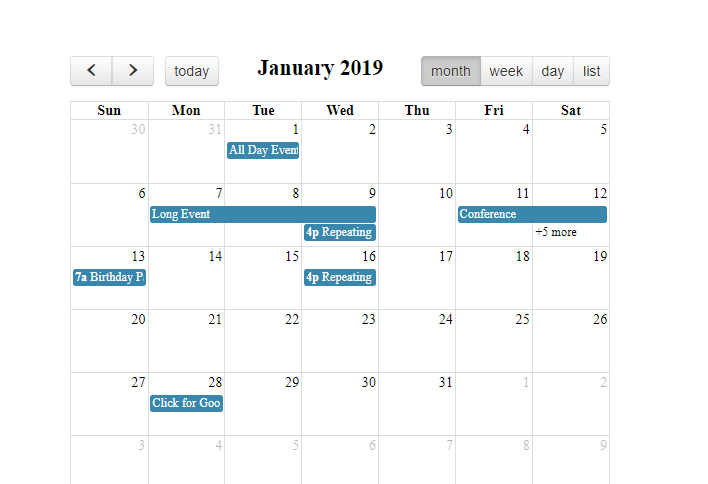 today January 2019 month week day list
Sun Mon Tue Wed Thu Fri Sat
30 31 1 2 3 4 5
All Day Even
6 7 8 9 10 11 12
Long Event Conference
4p Repeating +5 more
13 14 15 16 17 18 19
7a Birthday P 4p Repeating
20 21 22 23 24 25 26
27 28 29 30 31 1 2
Click for Goo
3 4 5 6 7 8 9